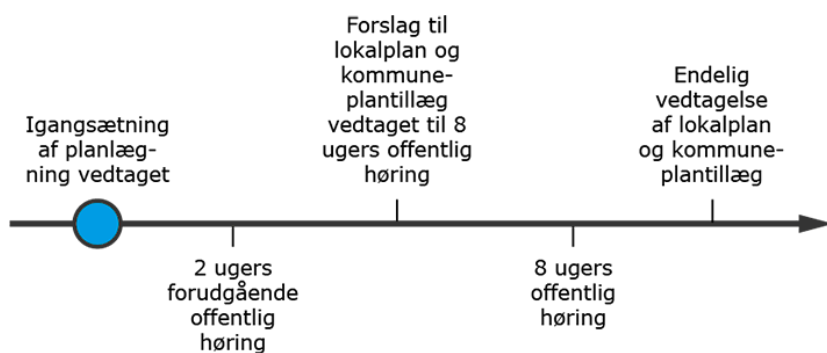 Igangsætning
af planlæg-
ning vedtaget
2 ugers
forudgående
offentlig
høring
Forslag til
lokalplan og
kommune-
plantillæg
vedtaget til 8
ugers offentlig
høring
8 ugers
offentlig
høring
Endelig
vedtagelse
af lokalplan
og kommune-
plantillæg